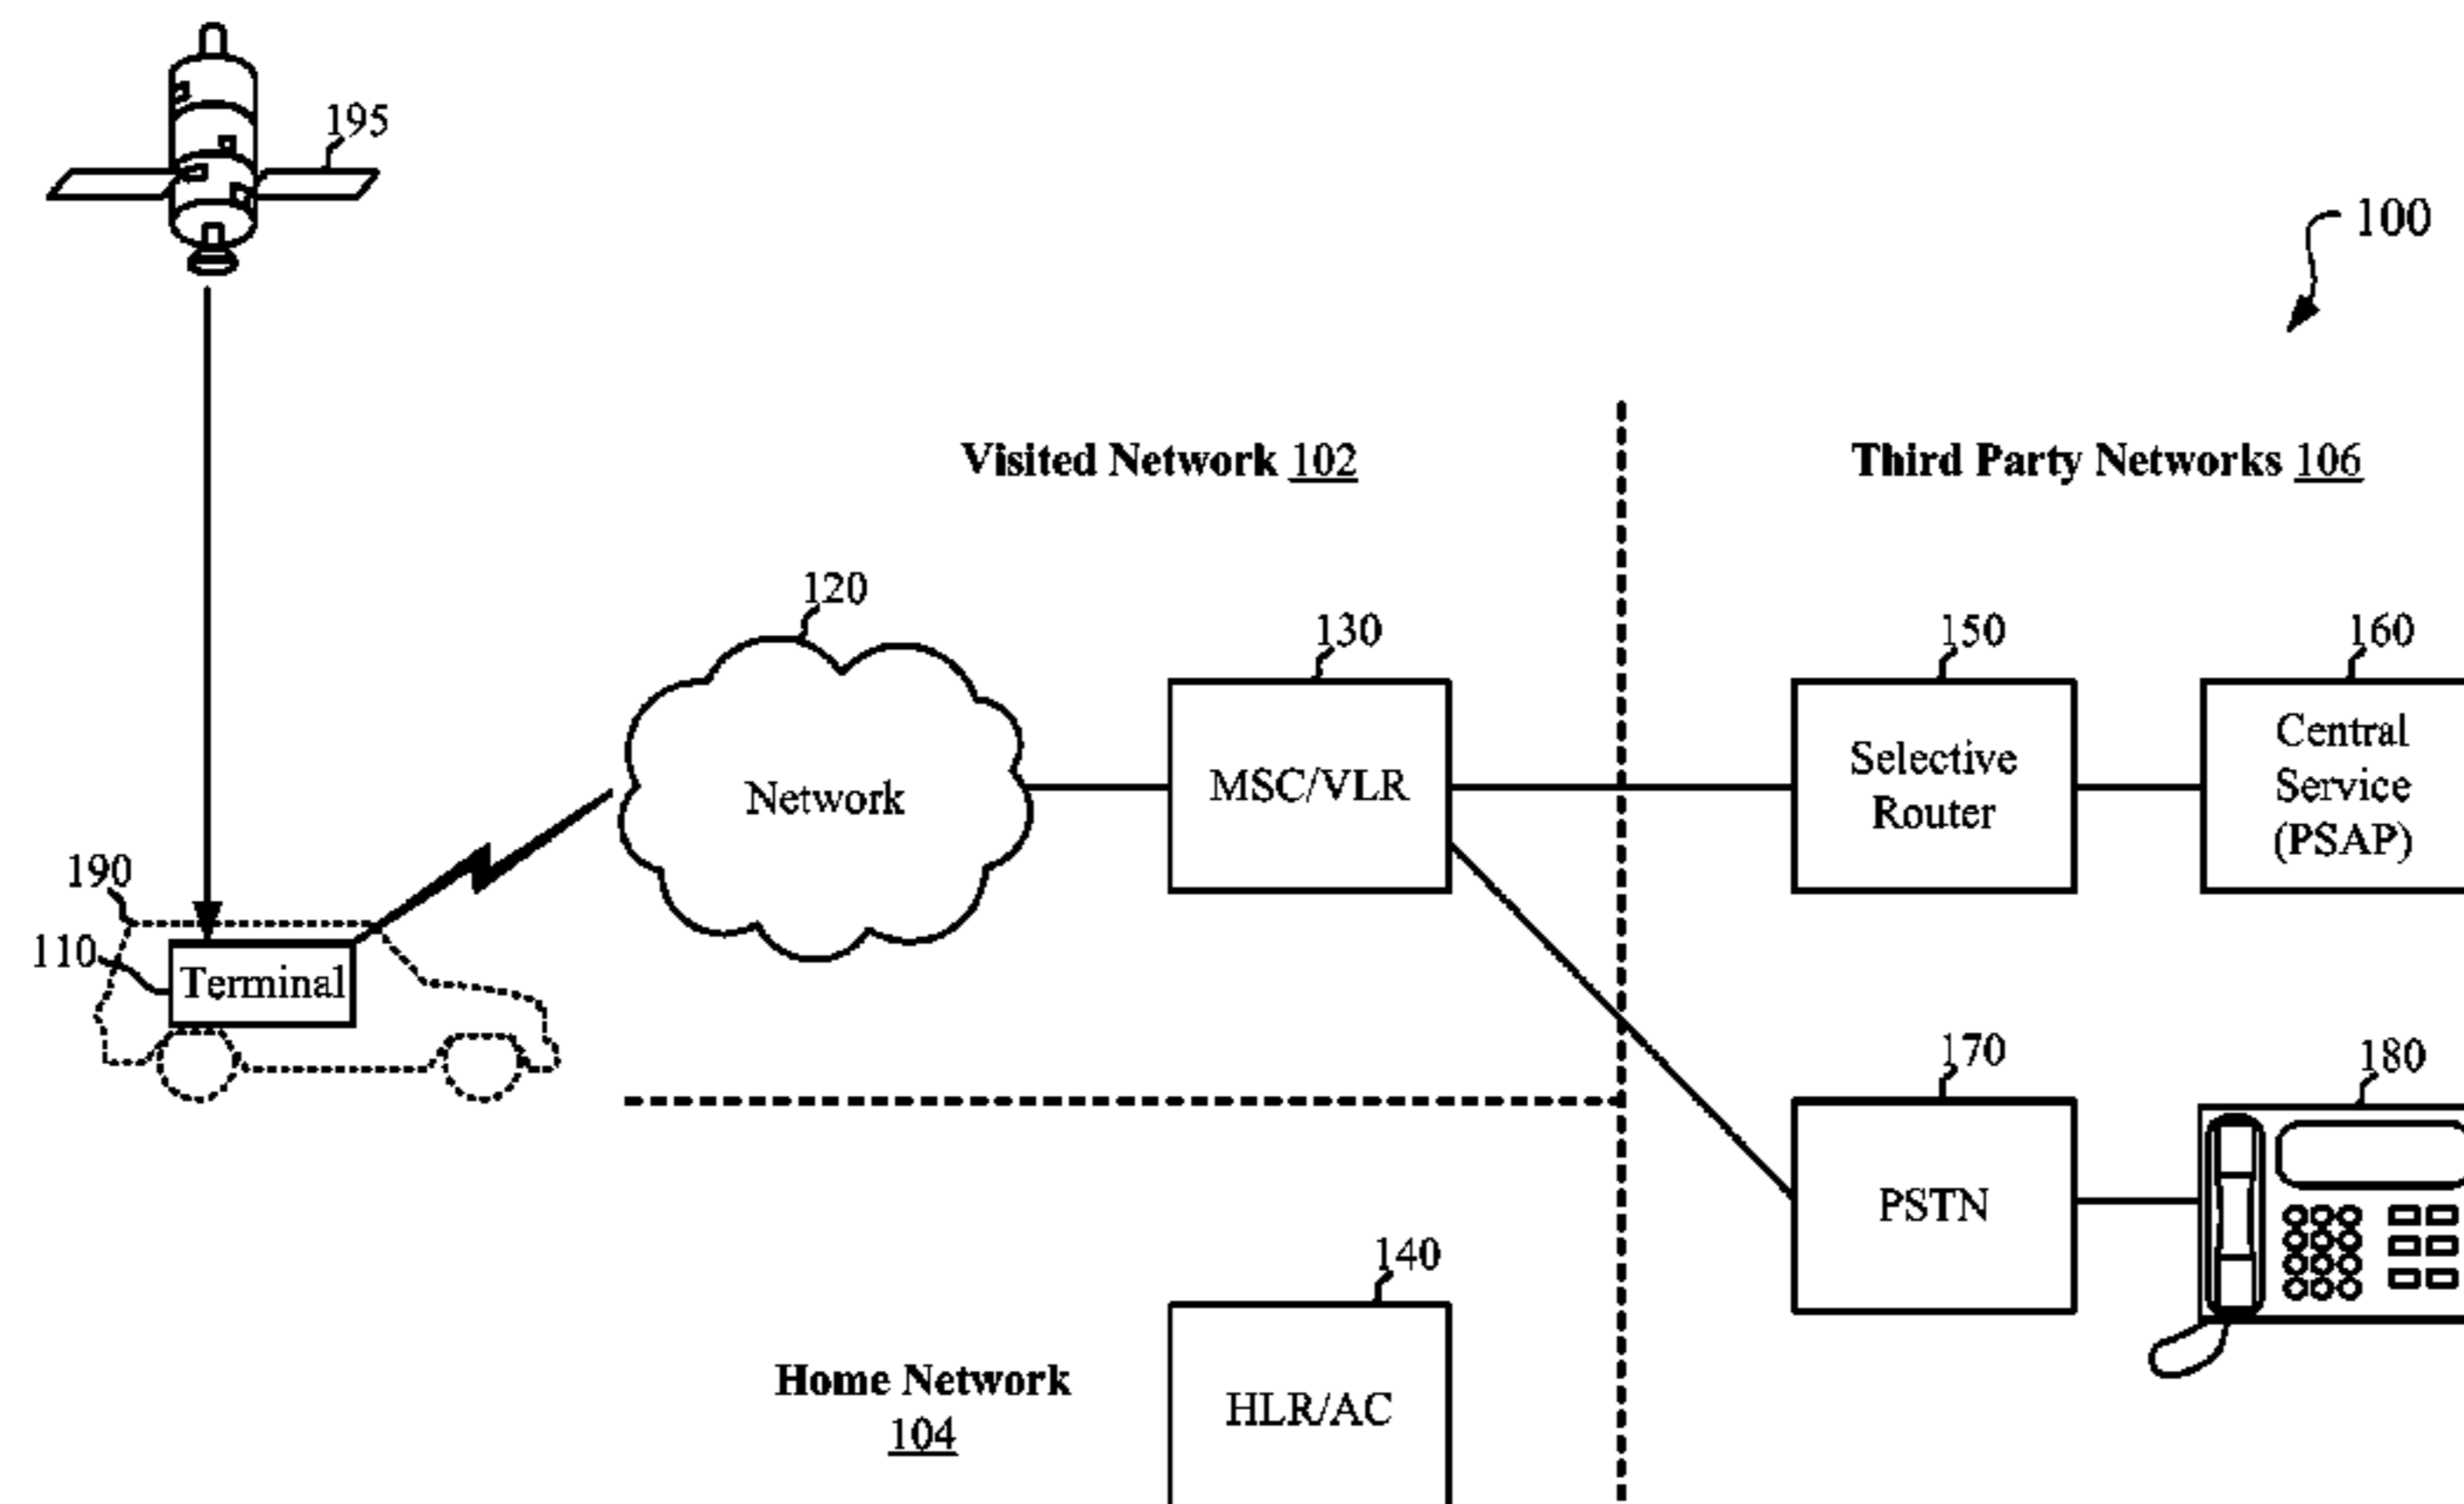 195
100
Visited Network 102
Third Party Networks 106
120
130
150
160
Network
MSC/VLR
Selective
Router
Central
Service
(PSAP)
190
110
Terminal
170
180
PSTN
140
Home Network
104
HLR/AC